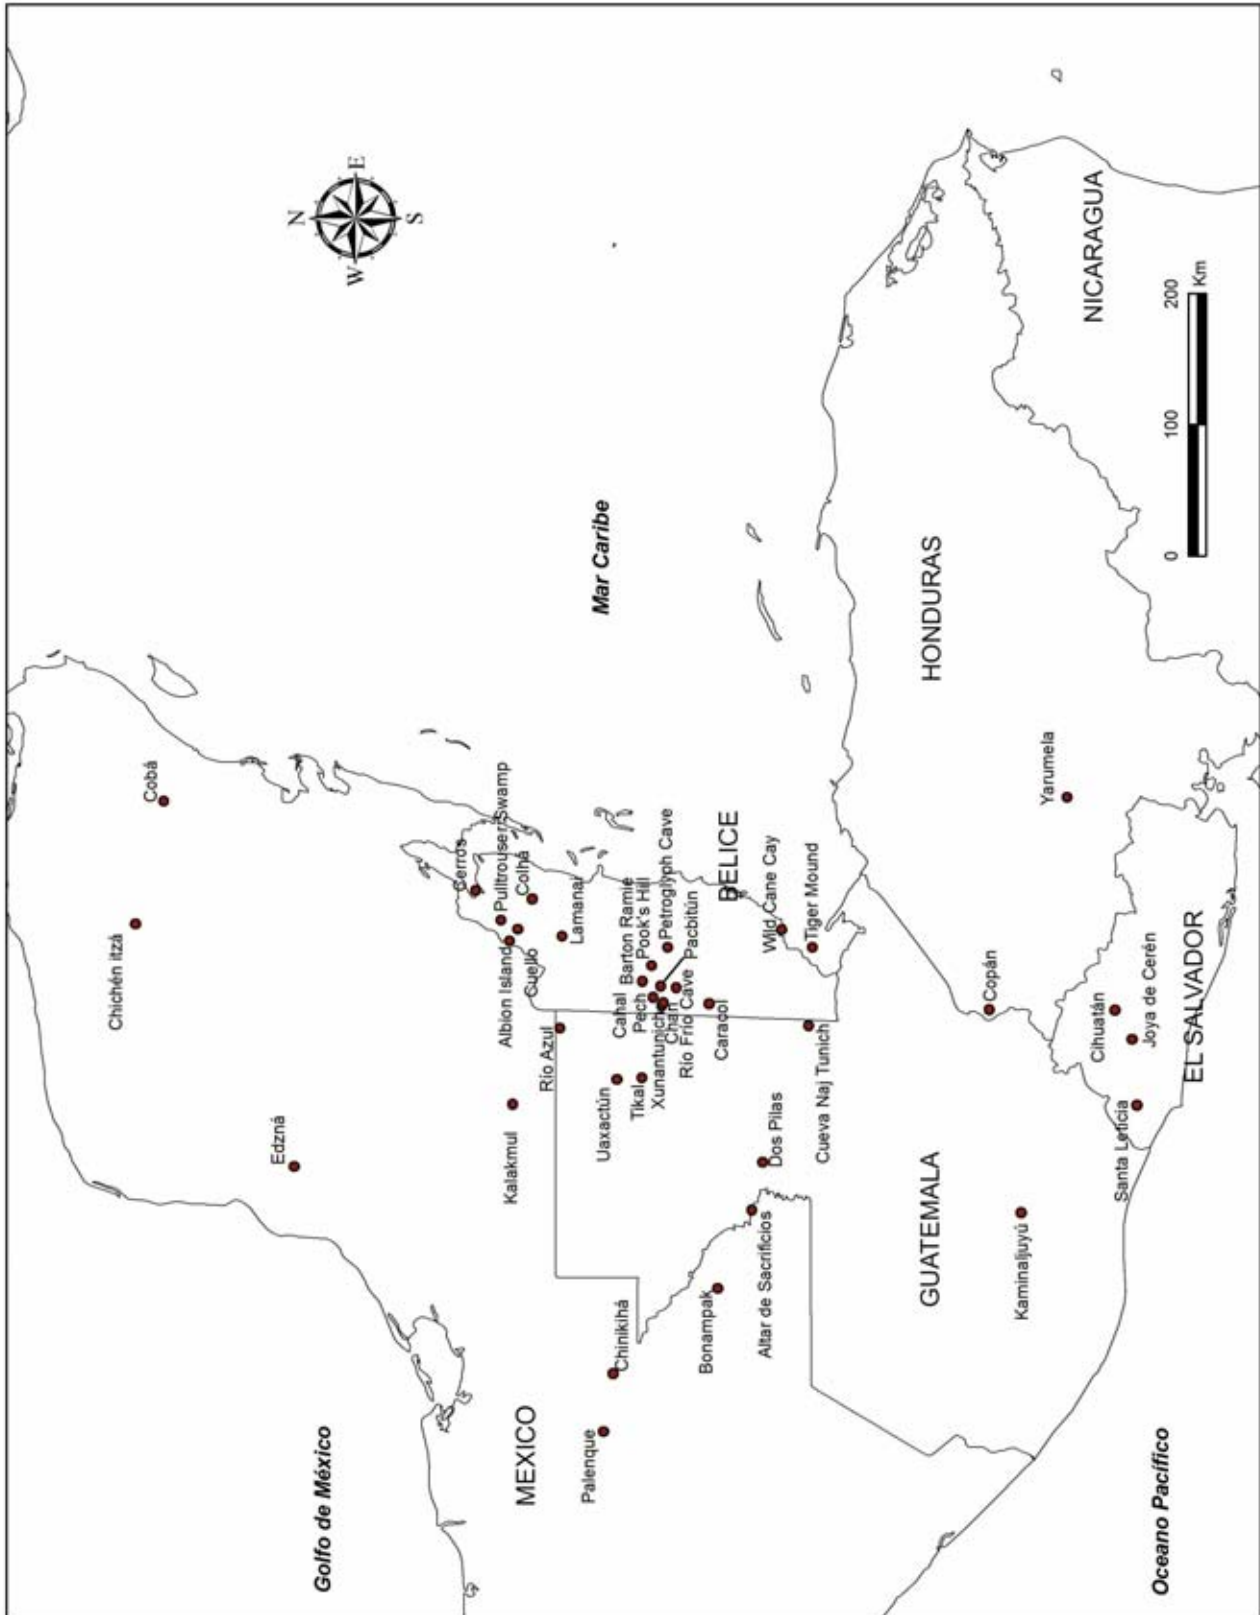 N
W
E
S
Golfo de México
Mar Caribe
Oceano Pacífico
MEXICO
BELICE
GUATEMALA
HONDURAS
EL SALVADOR
NICARAGUA
Chichén itzá
Cobá
Edzná
Cerros
Pulltrouser Swamp
Albion Island
Cuello
Colhá
Kalakmul
Río Azul
Lamanai
Uaxactún
Tikal
Palenque
Chinikihá
Cahal
Pech
Barton Ramie
Pook's Hill
Petroglyph Cave
Pacbitún
Xunantunich
Chan
Río Frío Cave
Caracol
Bonampak
Altar de Sacrificios
Dos Pilas
Wild Cane Cay
Tiger Mound
Cueva Naj Tunich
Copán
Kaminaljuyú
Yarumela
Cihuatán
Joya de Cerén
Santa Leticia
0
100
200
Km